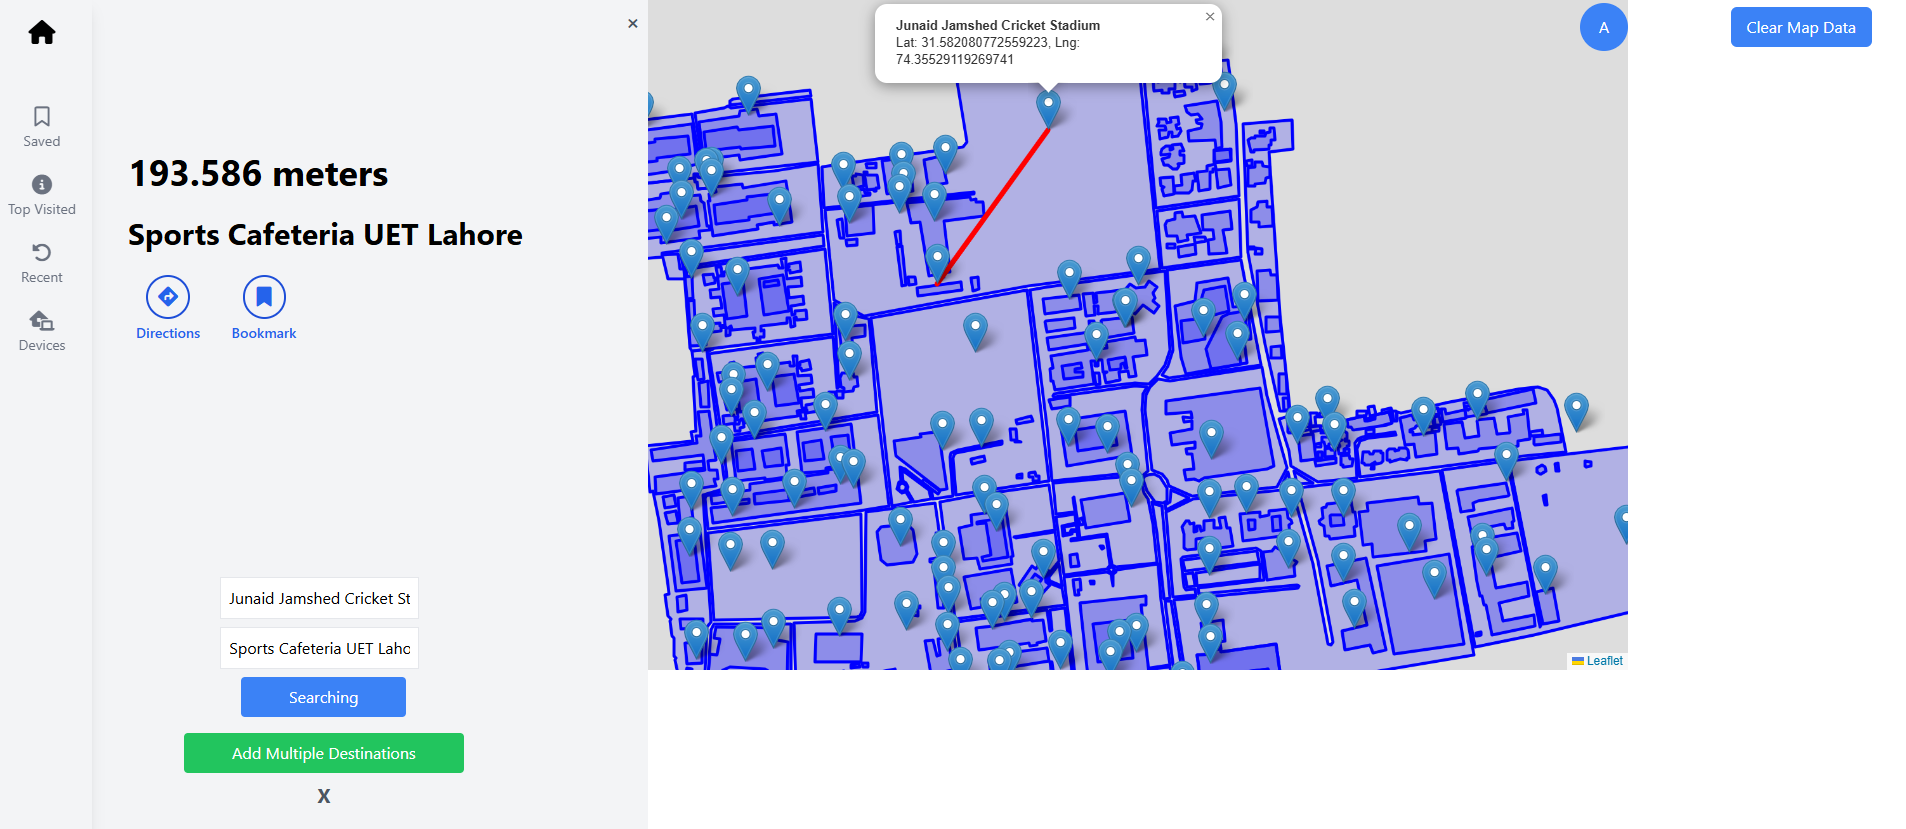 Saved
Top Visited
Recent
Devices
×
193.586 meters
Sports Cafeteria UET Lahore
Directions
Bookmark
Junaid Jamshed Cricket St
Sports Cafeteria UET Laho
Searching
Add Multiple Destinations
X
Junaid Jamshed Cricket Stadium
Lat: 31.582080772559223, Lng:
74.35529119269741
×
A
Clear Map Data
Leaflet